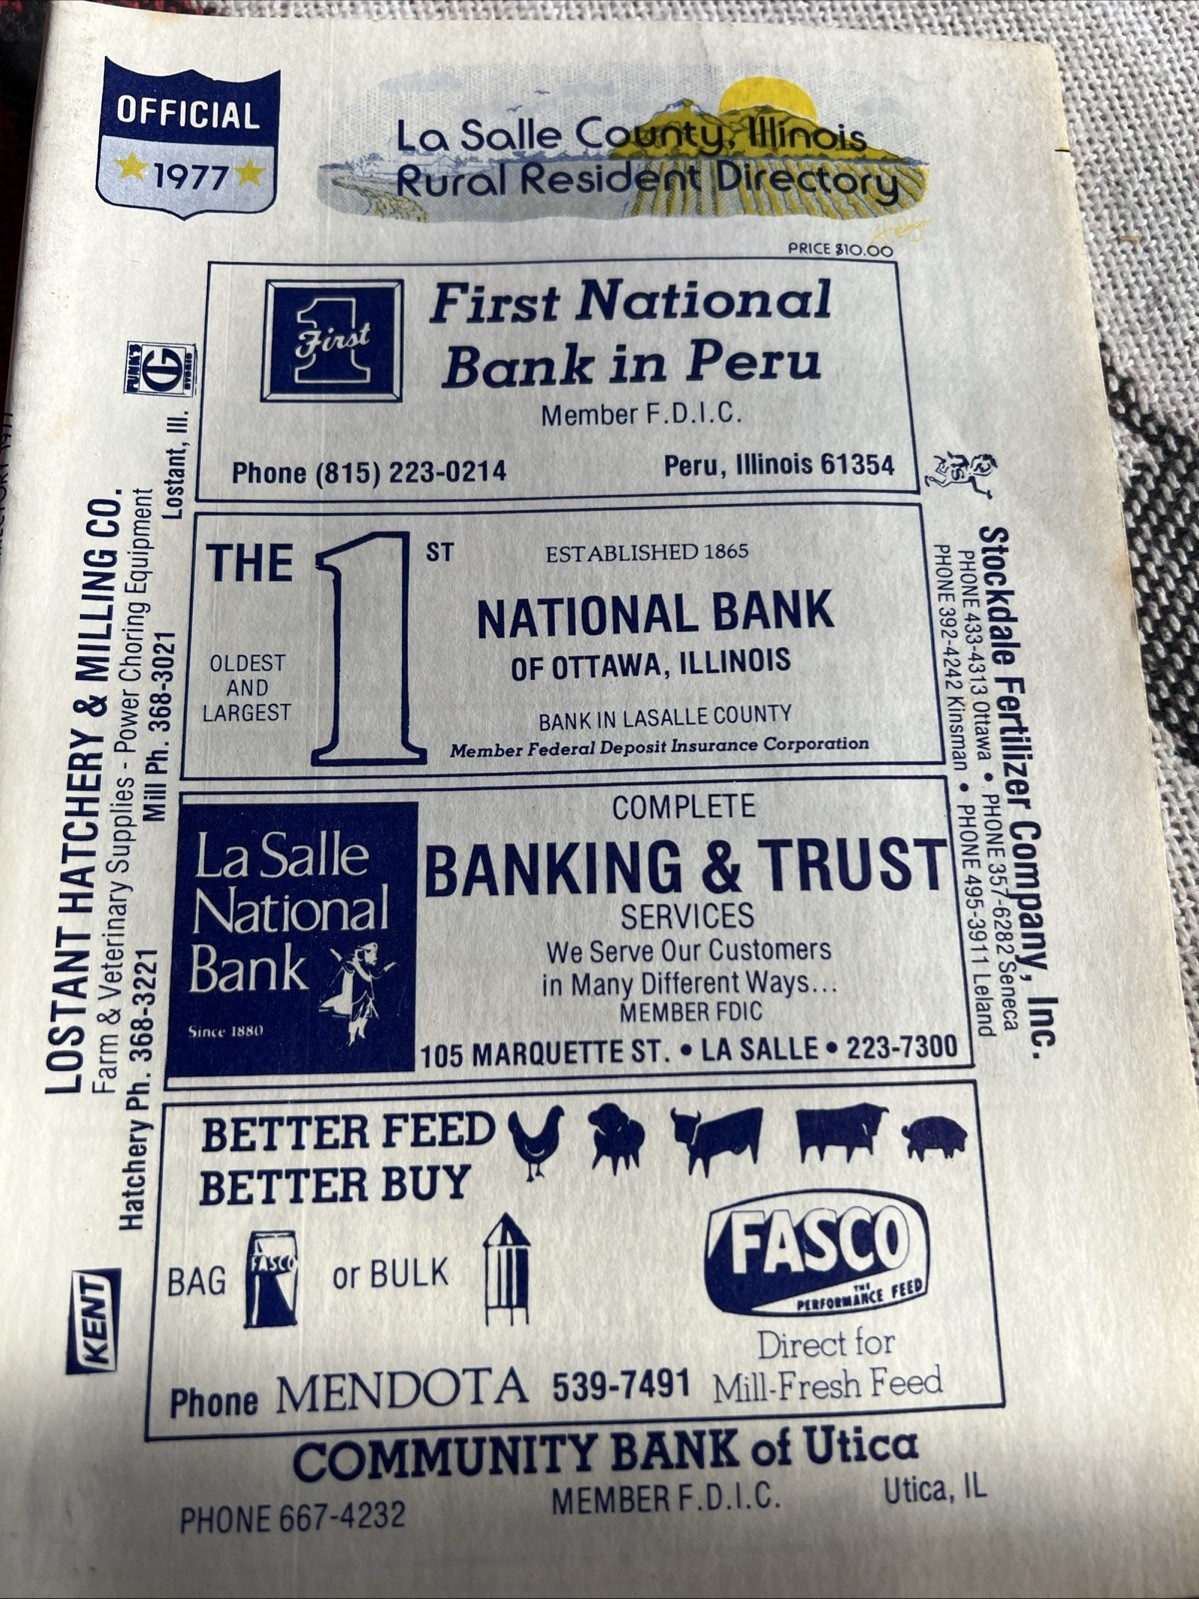 OFFICIAL
1977
La Salle County, Illinois
Rural Resident Directory
PRICE $10.00
1
First
First National
Bank in Peru
Member F.D.I.C.
Phone (815) 223-0214
Peru, Illinois 61354
THE 1 ST
OLDEST
AND
LARGEST
ESTABLISHED 1865
NATIONAL BANK
OF OTTAWA, ILLINOIS
BANK IN LASALLE COUNTY
Member Federal Deposit Insurance Corporation
La Salle
National
Bank
Since 1880
COMPLETE
BANKING & TRUST
SERVICES
We Serve Our Customers
in Many Different Ways...
MEMBER FDIC
105 MARQUETTE ST. • LA SALLE • 223-7300
BETTER FEED
BETTER BUY
BAG
FASCO
or BULK
FASCO
THE
PERFORMANCE FEED
Direct for
Mill-Fresh Feed
Phone MENDOTA 539-7491
COMMUNITY BANK of Utica
PHONE 667-4232
MEMBER F.D.I.C.
Utica, IL
LOSTANT HATCHERY & MILLING CO.
Farm & Veterinary Supplies - Power Choring Equipment
Hatchery Ph. 368-3221
Mill Ph. 368-3021
Lostant, Ill.
FUNK'S
G
HYBRID
KENT
Stockdale Fertilizer Company, Inc.
PHONE 433-4313 Ottawa • PHONE 357-6282 Seneca
PHONE 392-4242 Kinsman • PHONE 495-3911 Leland